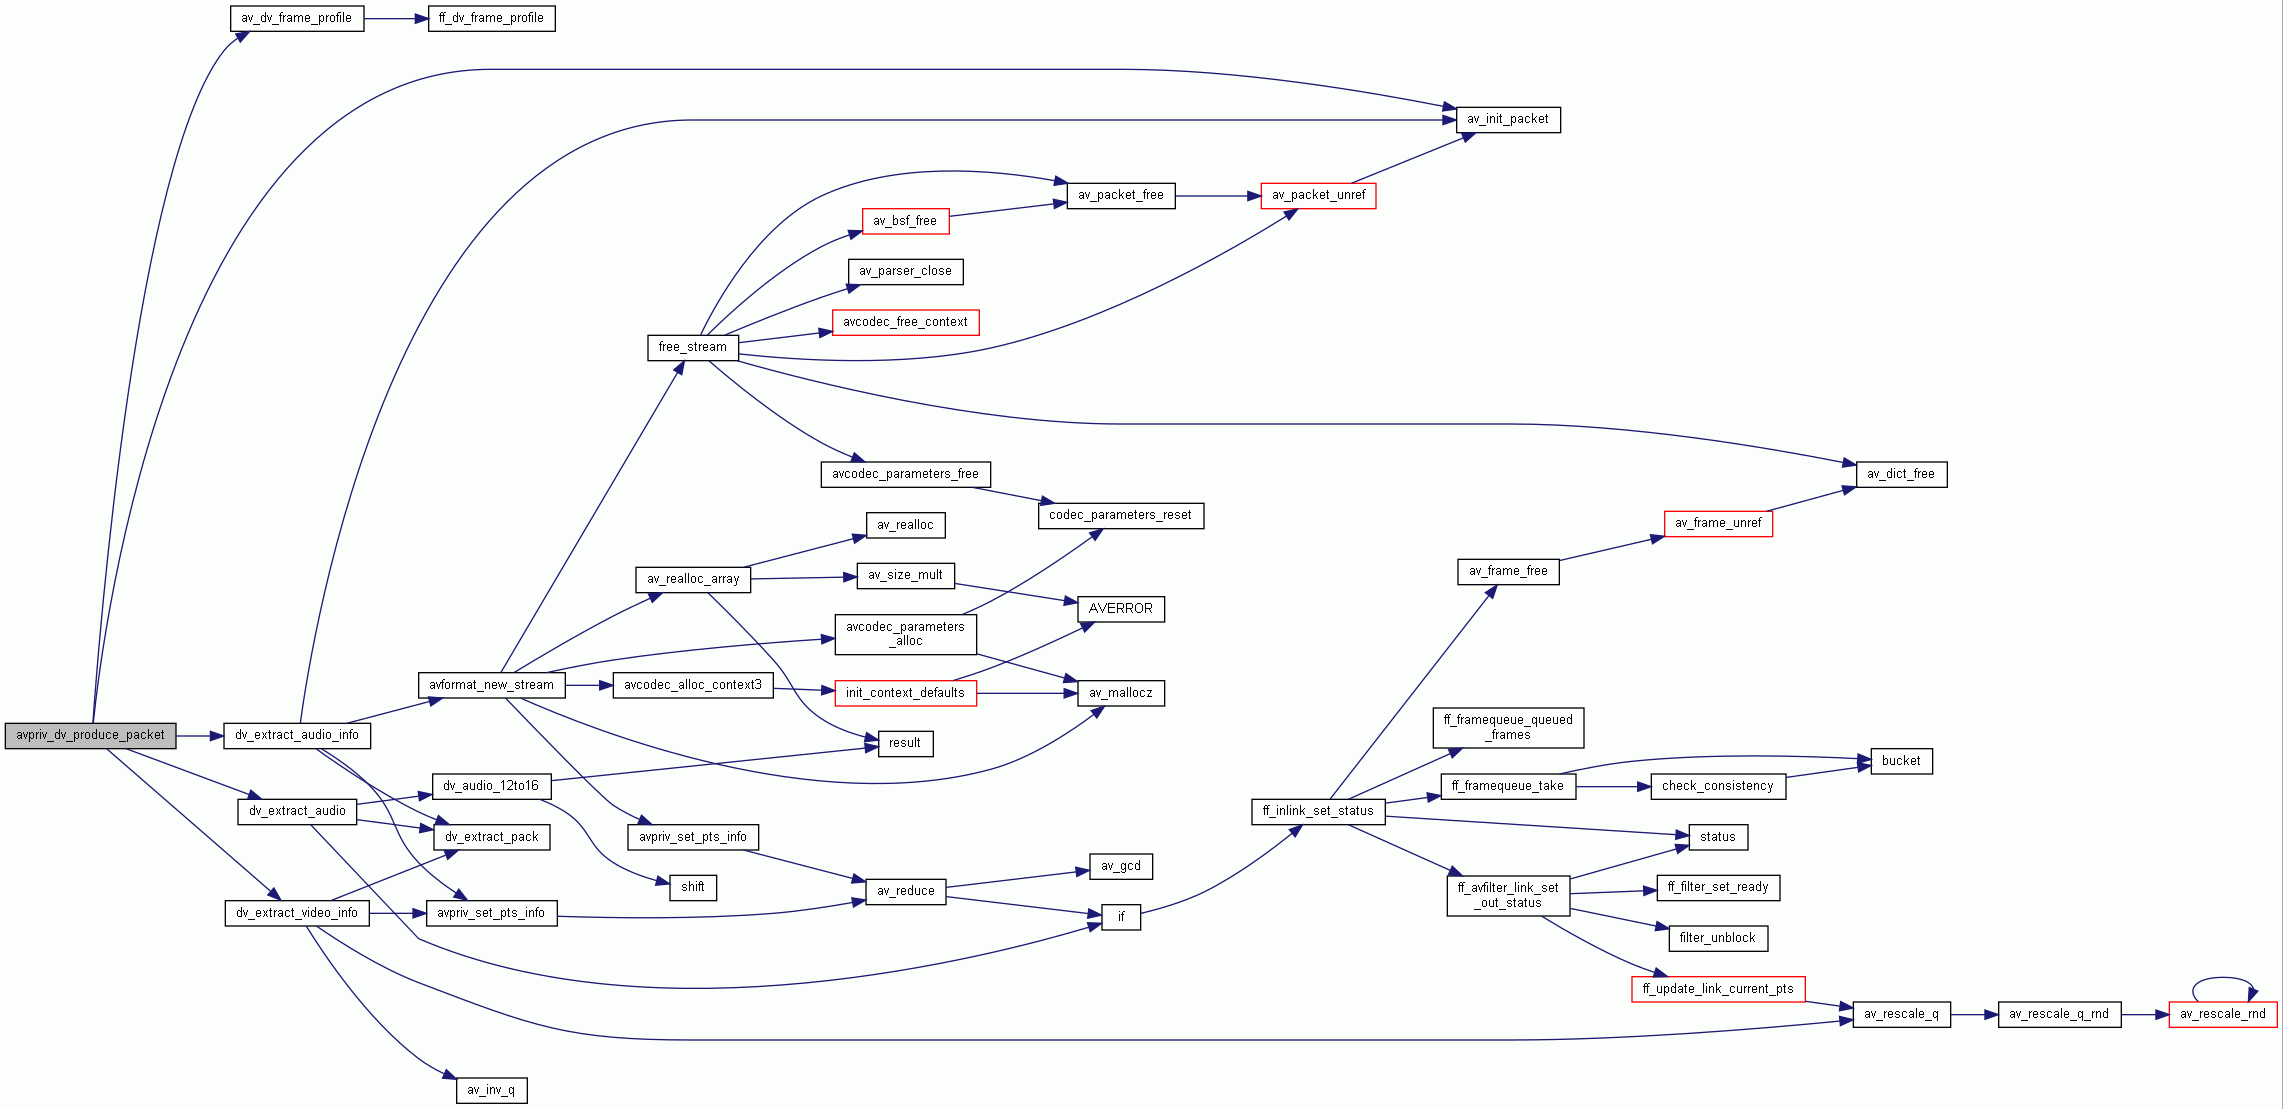 av_dv_frame_profile
ff_dv_frame_profile
av_init_packet
av_packet_free
av_packet_unref
av_bsf_free
av_parser_close
avcodec_free_context
free_stream
avcodec_parameters_free
av_dict_free
codec_parameters_reset
av_realloc
av_frame_unref
av_frame_free
av_realloc_array
av_size_mult
AVERROR
avcodec_parameters
_alloc
avformat_new_stream
avcodec_alloc_context3
init_context_defaults
av_mallocz
avpriv_dv_produce_packet
dv_extract_audio_info
result
ff_framequeue_queued
_frames
bucket
dv_audio_12to16
ff_framequeue_take
check_consistency
dv_extract_audio
ff_inlink_set_status
dv_extract_pack
avpriv_set_pts_info
status
av_gcd
shift
av_reduce
ff_avfilter_link_set
_out_status
ff_filter_set_ready
dv_extract_video_info
avpriv_set_pts_info
if
filter_unblock
ff_update_link_current_pts
av_rescale_q
av_rescale_q_rnd
av_rescale_rnd
av_inv_q